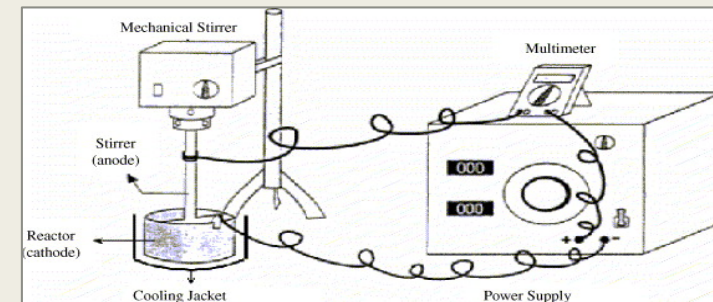 Mechanical Stirrer
Multimeter
Stirrer
(anode)
000
000
+ -
Reactor
(cathode)
Cooling Jacket
Power Supply